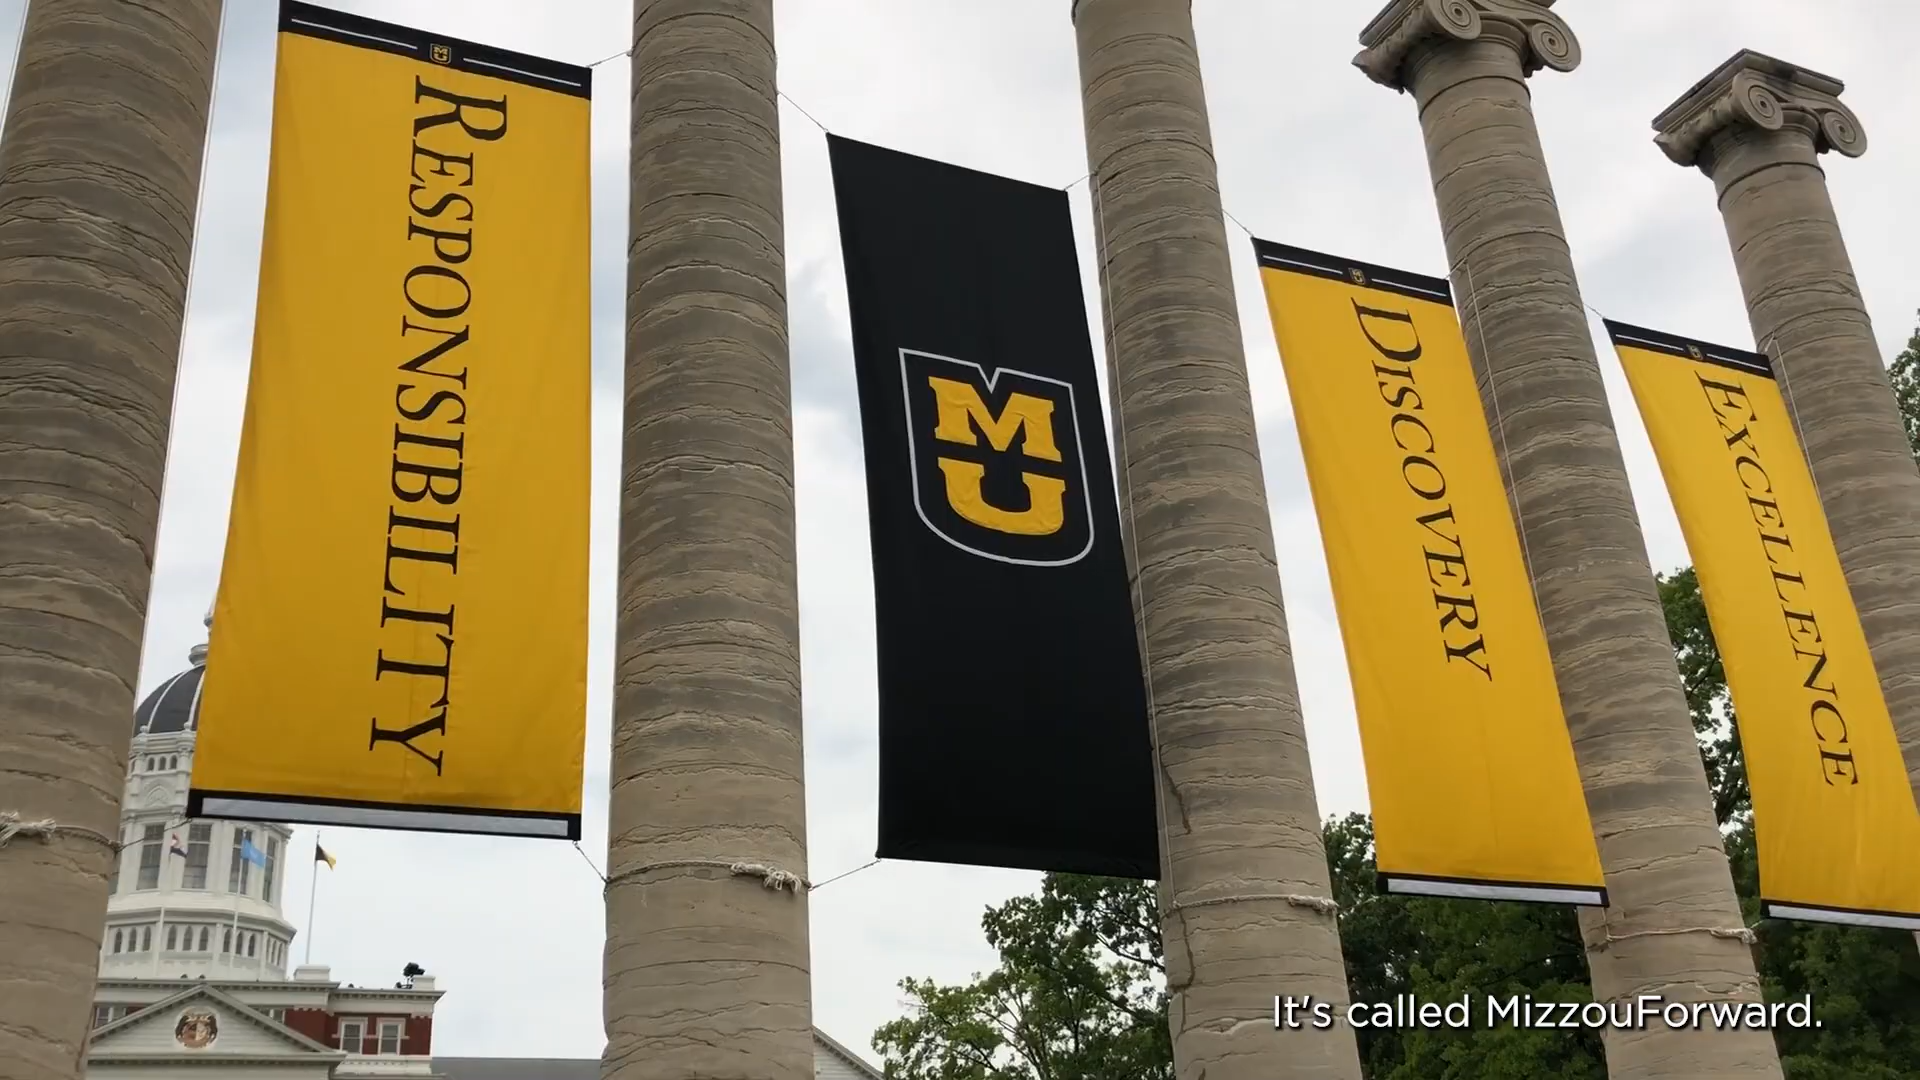 RESPONSIBILITY
MU
DISCOVERY
EXCELLENCE
It's called MizzouForward.